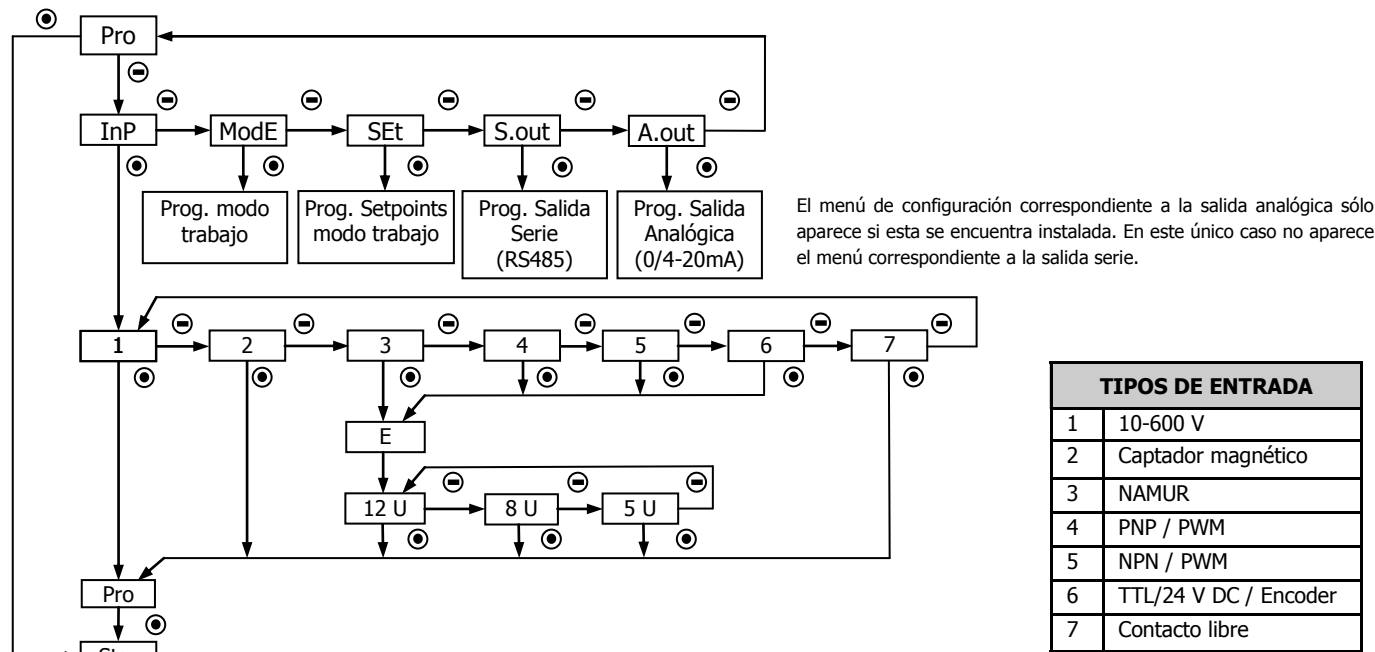 Pro
InP ModE SEt S.out A.out
Prog. modo trabajo
Prog. Setpoints modo trabajo
Prog. Salida Serie (RS485)
Prog. Salida Analógica (0/4-20mA)
El menú de configuración correspondiente a la salida analógica sólo
aparece si esta se encuentra instalada. En este único caso no aparece
el menú correspondiente a la salida serie.
1 2 3 4 5 6 7
E
12 U 8 U 5 U
Pro
TIPOS DE ENTRADA
1 10-600 V
2 Captador magnético
3 NAMUR
4 PNP / PWM
5 NPN / PWM
6 TTL/24 V DC / Encoder
7 Contacto libre